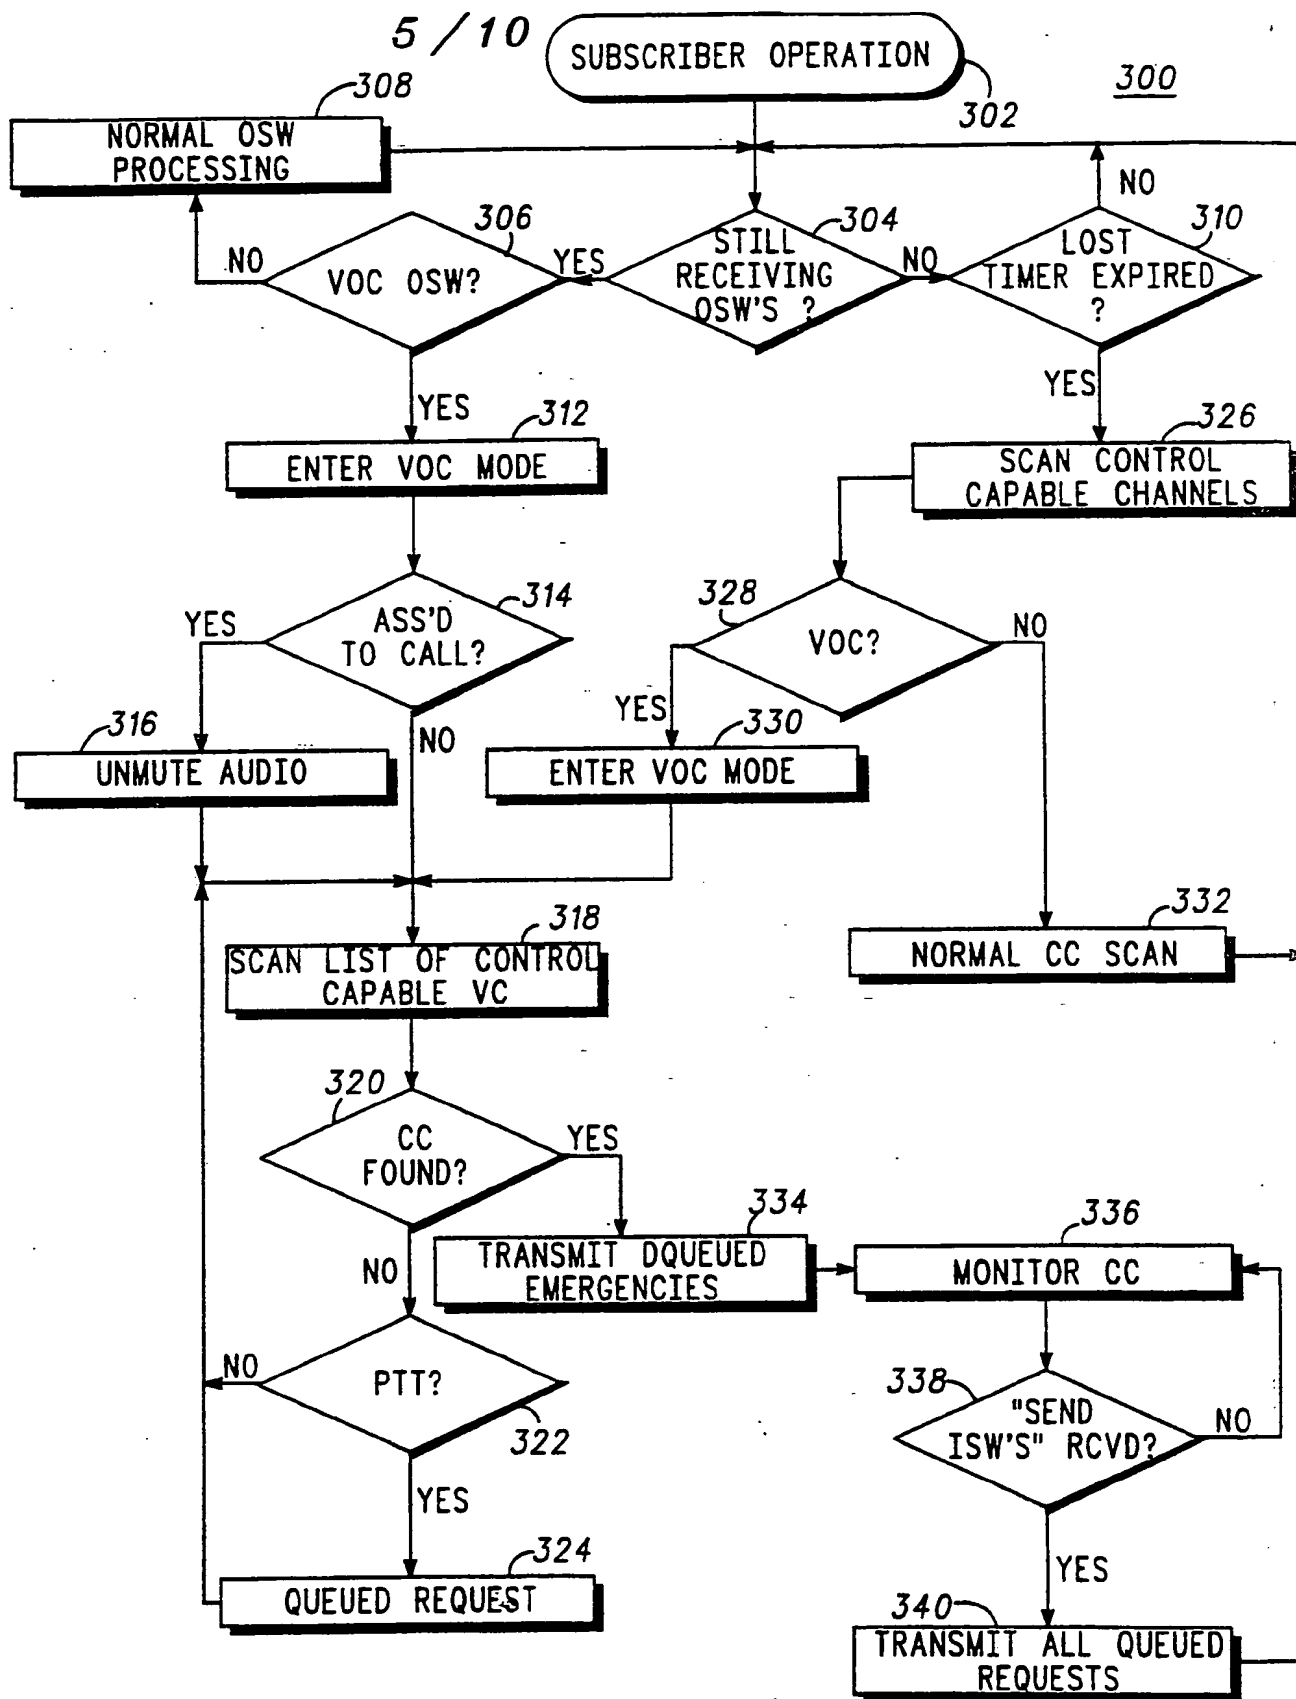 5/10
SUBSCRIBER OPERATION
302
300
308
NORMAL OSW
PROCESSING
306
VOC OSW?
NO
YES
304
STILL
RECEIVING
OSW'S ?
YES
NO
310
LOST
TIMER EXPIRED
?
NO
YES
312
ENTER VOC MODE
326
SCAN CONTROL
CAPABLE CHANNELS
314
ASS'D
TO CALL?
YES
NO
328
VOC?
YES
NO
316
UNMUTE AUDIO
330
ENTER VOC MODE
318
SCAN LIST OF CONTROL
CAPABLE VC
332
NORMAL CC SCAN
320
CC
FOUND?
YES
NO
334
TRANSMIT DQUEUED
EMERGENCIES
336
MONITOR CC
PTT?
322
NO
YES
338
"SEND
ISW'S" RCVD?
NO
YES
324
QUEUED REQUEST
340
TRANSMIT ALL QUEUED
REQUESTS